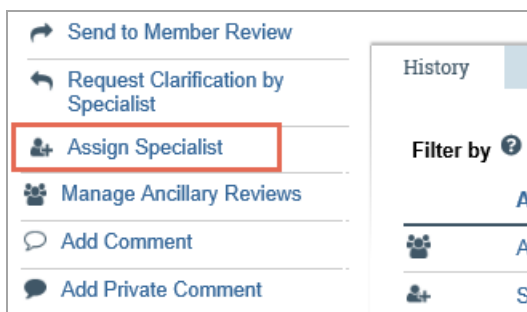 Send to Member Review
Request Clarification by
Specialist
Assign Specialist
Manage Ancillary Reviews
Add Comment
Add Private Comment
History
Filter by ?
A
A
S